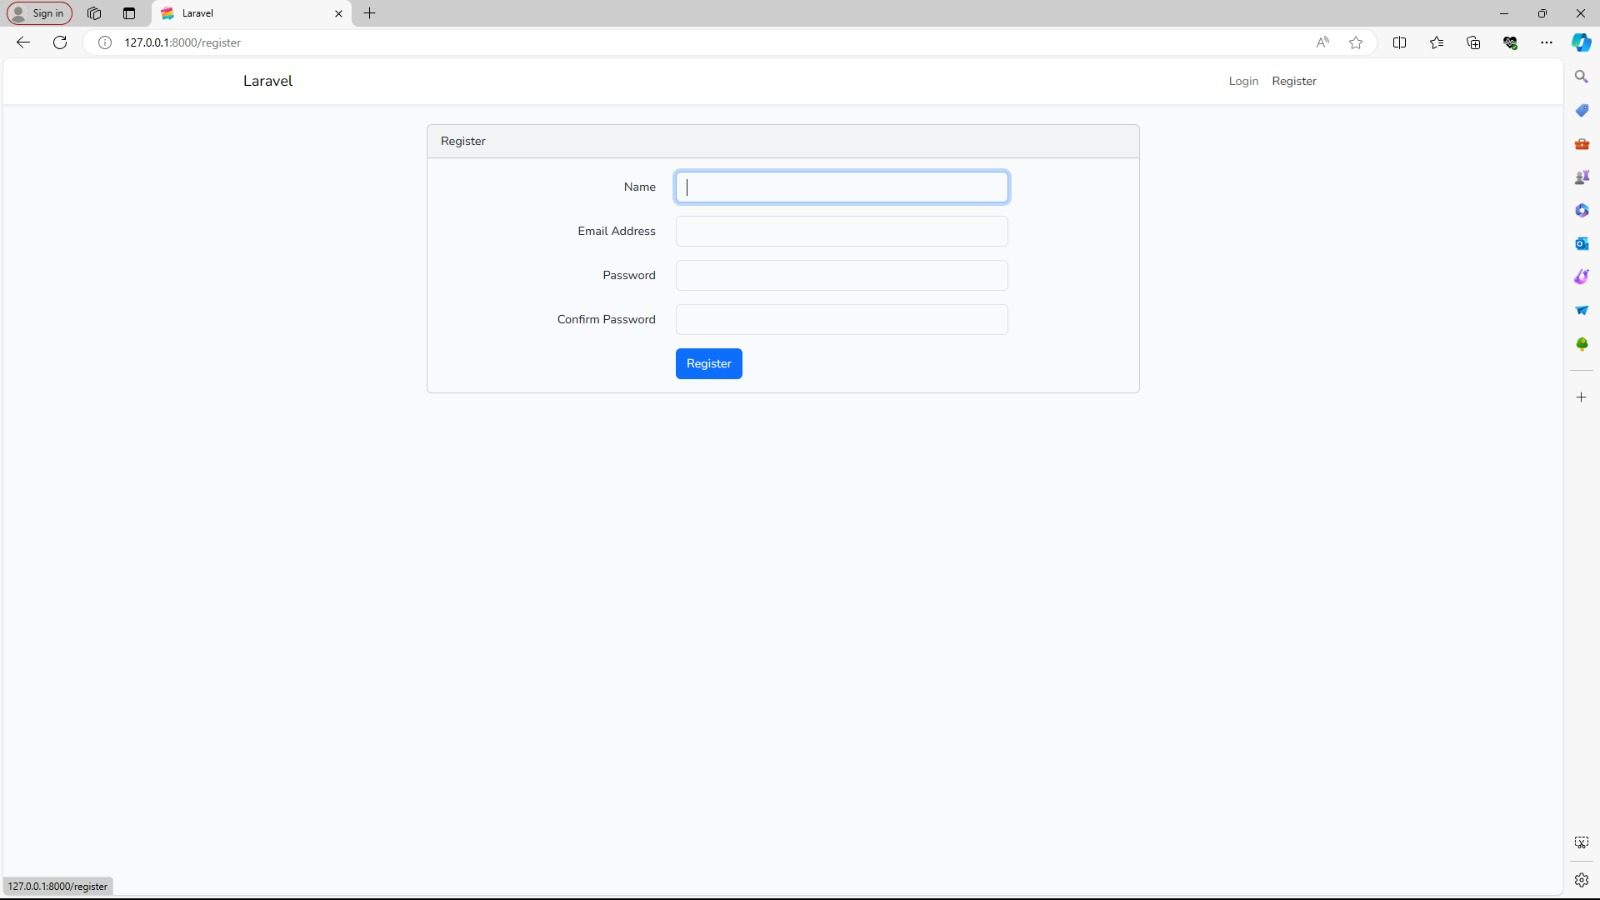 Sign in
Laravel
127.0.0.1:8000/register
Laravel
Login Register
Register
Name
Email Address
Password
Confirm Password
Register
127.0.0.1:8000/register